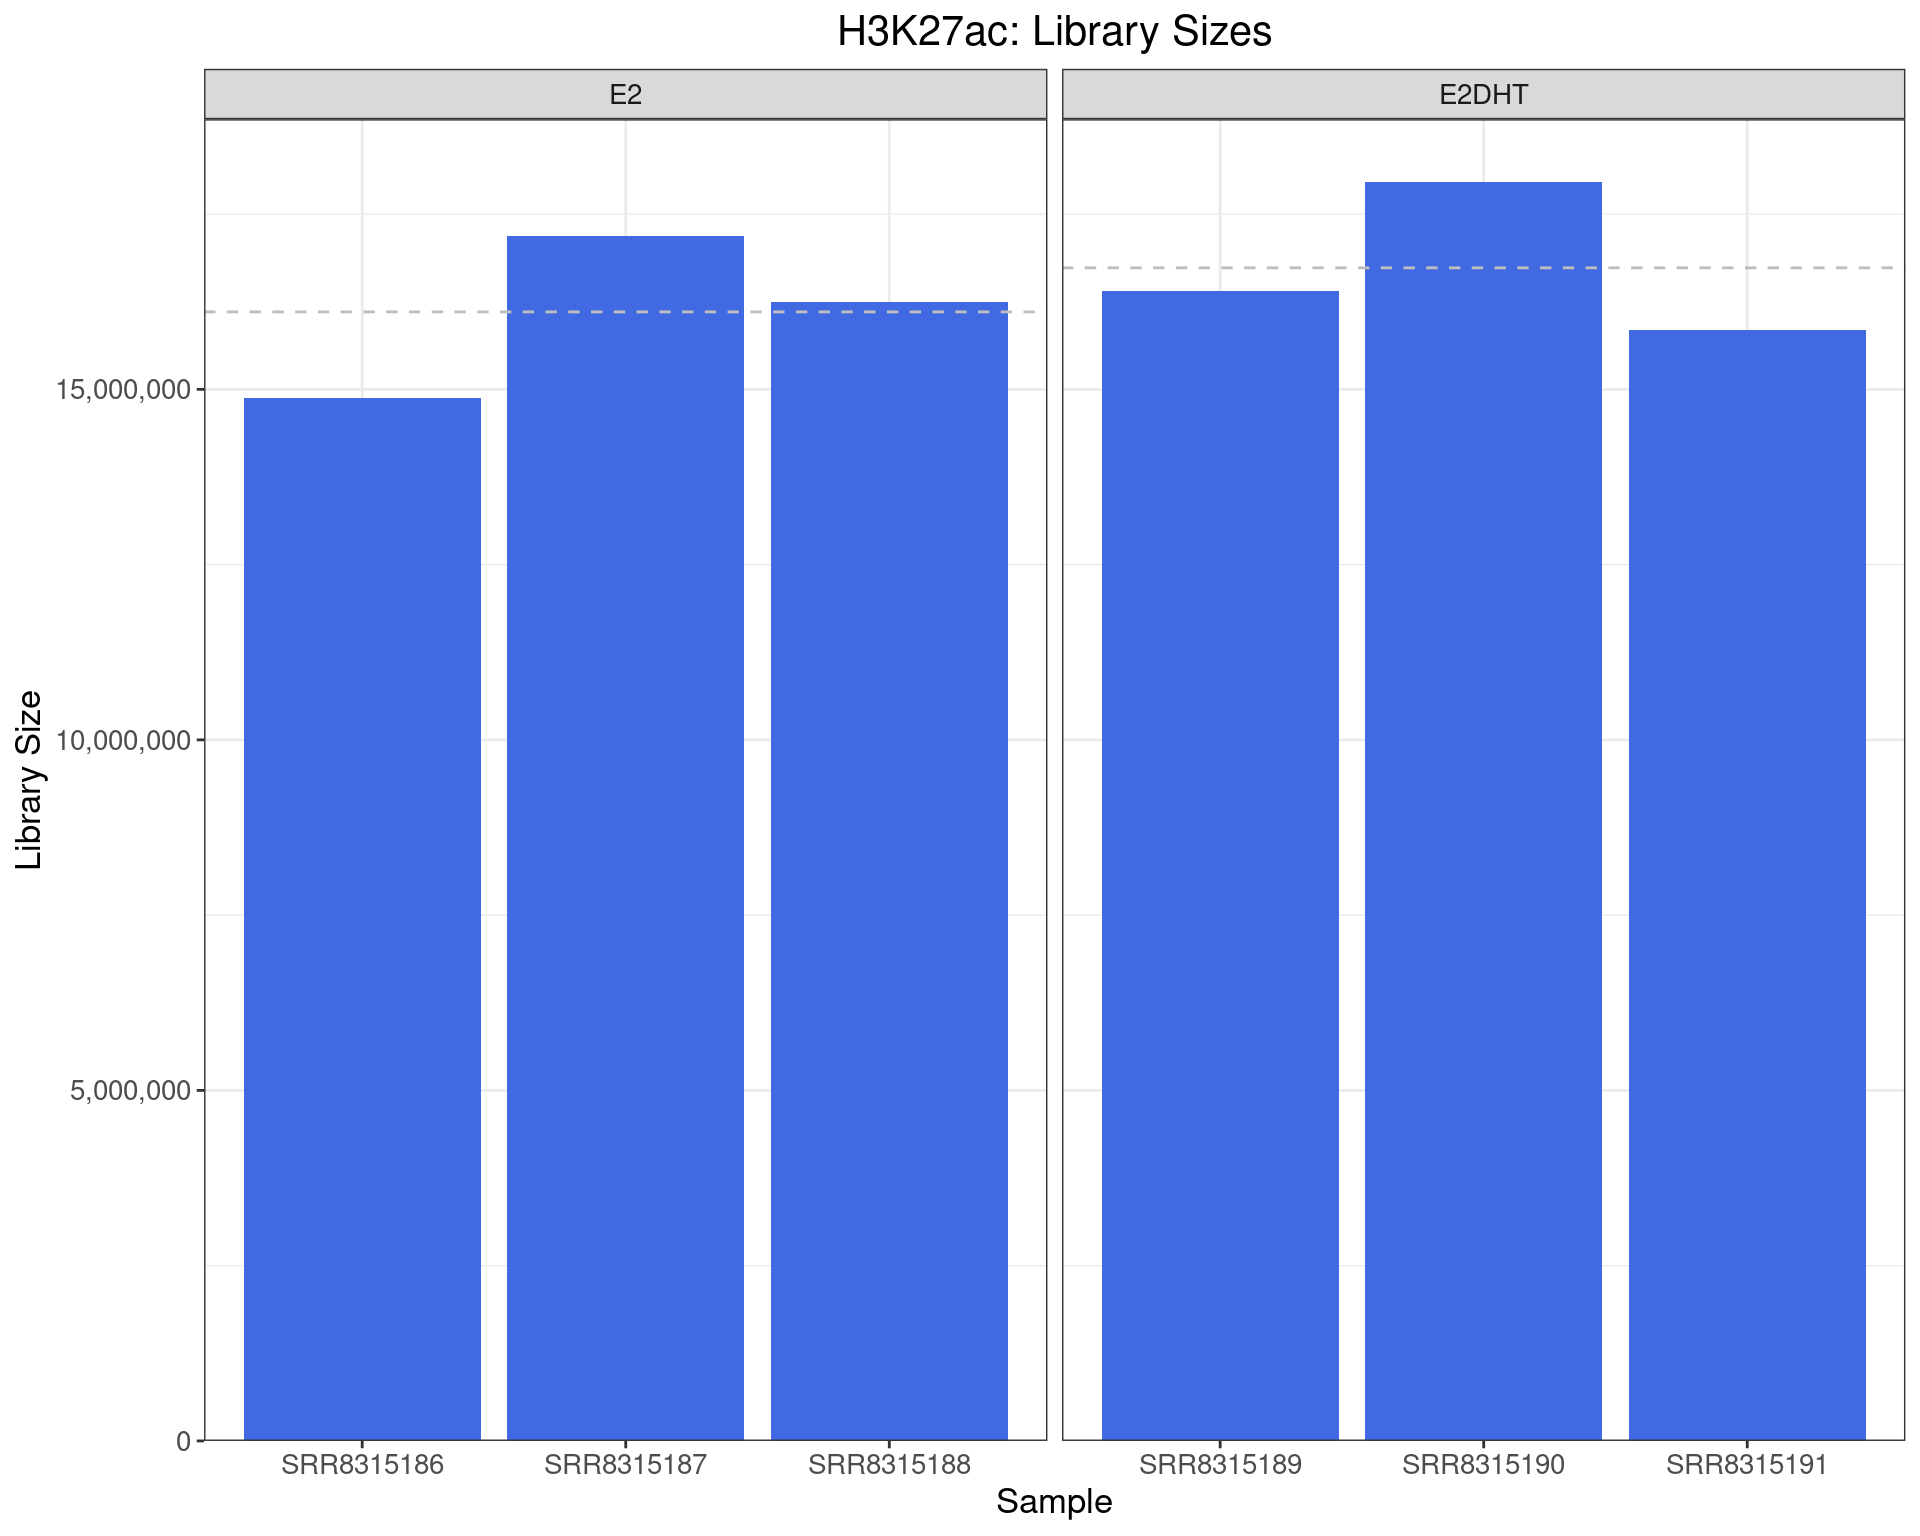 H3K27ac: Library Sizes
E2
E2DHT
Library Size
15,000,000
10,000,000
5,000,000
0
SRR8315186
SRR8315187
SRR8315188
SRR8315189
SRR8315190
SRR8315191
Sample